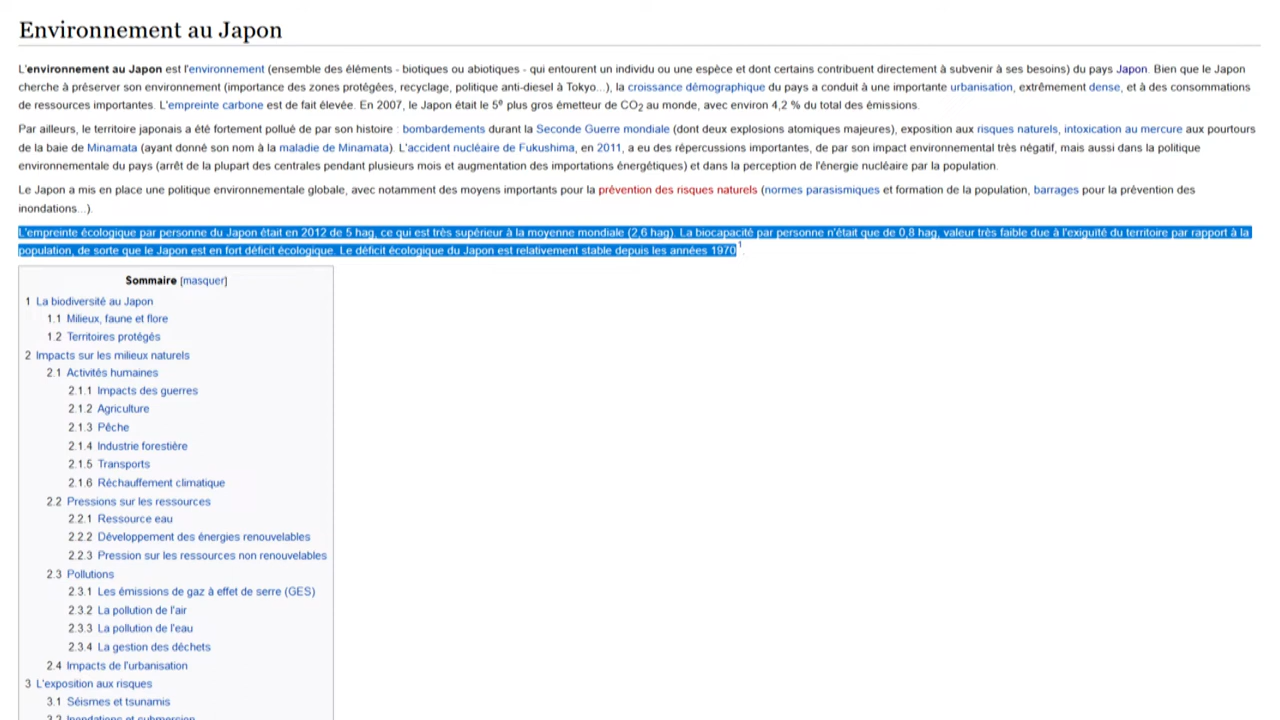 Environnement au Japon
L'environnement au Japon est l'environnement (ensemble des éléments - biotiques ou abiotiques - qui entourent un individu ou une espèce et dont certains contribuent directement à subvenir à ses besoins) du pays Japon. Bien que le Japon
cherche à préserver son environnement (importance des zones protégées, recyclage, politique anti-diesel à Tokyo...), la croissance démographique du pays a conduit à une importante urbanisation, extrêmement dense, et à des consommations
de ressources importantes. L'empreinte carbone est de fait élevée. En 2007, le Japon était le 5e plus gros émetteur de CO2 au monde, avec environ 4,2 % du total des émissions.
Par ailleurs, le territoire japonais a été fortement pollué de par son histoire : bombardements durant la Seconde Guerre mondiale (dont deux explosions atomiques majeures), exposition aux risques naturels, intoxication au mercure aux pourtours
de la baie de Minamata (ayant donné son nom à la maladie de Minamata). L'accident nucléaire de Fukushima, en 2011, a eu des répercussions importantes, de par son impact environnemental très négatif, mais aussi dans la politique
environnementale du pays (arrêt de la plupart des centrales pendant plusieurs mois et augmentation des importations énergétiques) et dans la perception de l'énergie nucléaire par la population.
Le Japon a mis en place une politique environnementale globale, avec notamment des moyens importants pour la prévention des risques naturels (normes parasismiques et formation de la population, barrages pour la prévention des
inondations...).
L'empreinte écologique par personne du Japon était en 2012 de 5 hag, ce qui est très supérieur à la moyenne mondiale (2,6 hag). La biocapacité par personne n'était que de 0,8 hag, valeur très faible due à l'exiguïté du territoire par rapport à la
population, de sorte que le Japon est en fort déficit écologique. Le déficit écologique du Japon est relativement stable depuis les années 1970 1.
Sommaire [masquer]
1 La biodiversité au Japon
1.1 Milieux, faune et flore
1.2 Territoires protégés
2 Impacts sur les milieux naturels
2.1 Activités humaines
2.1.1 Impacts des guerres
2.1.2 Agriculture
2.1.3 Pêche
2.1.4 Industrie forestière
2.1.5 Transports
2.1.6 Réchauffement climatique
2.2 Pressions sur les ressources
2.2.1 Ressource eau
2.2.2 Développement des énergies renouvelables
2.2.3 Pression sur les ressources non renouvelables
2.3 Pollutions
2.3.1 Les émissions de gaz à effet de serre (GES)
2.3.2 La pollution de l'air
2.3.3 La pollution de l'eau
2.3.4 La gestion des déchets
2.4 Impacts de l'urbanisation
3 L'exposition aux risques
3.1 Séismes et tsunamis
3.2 Inondations et submersion